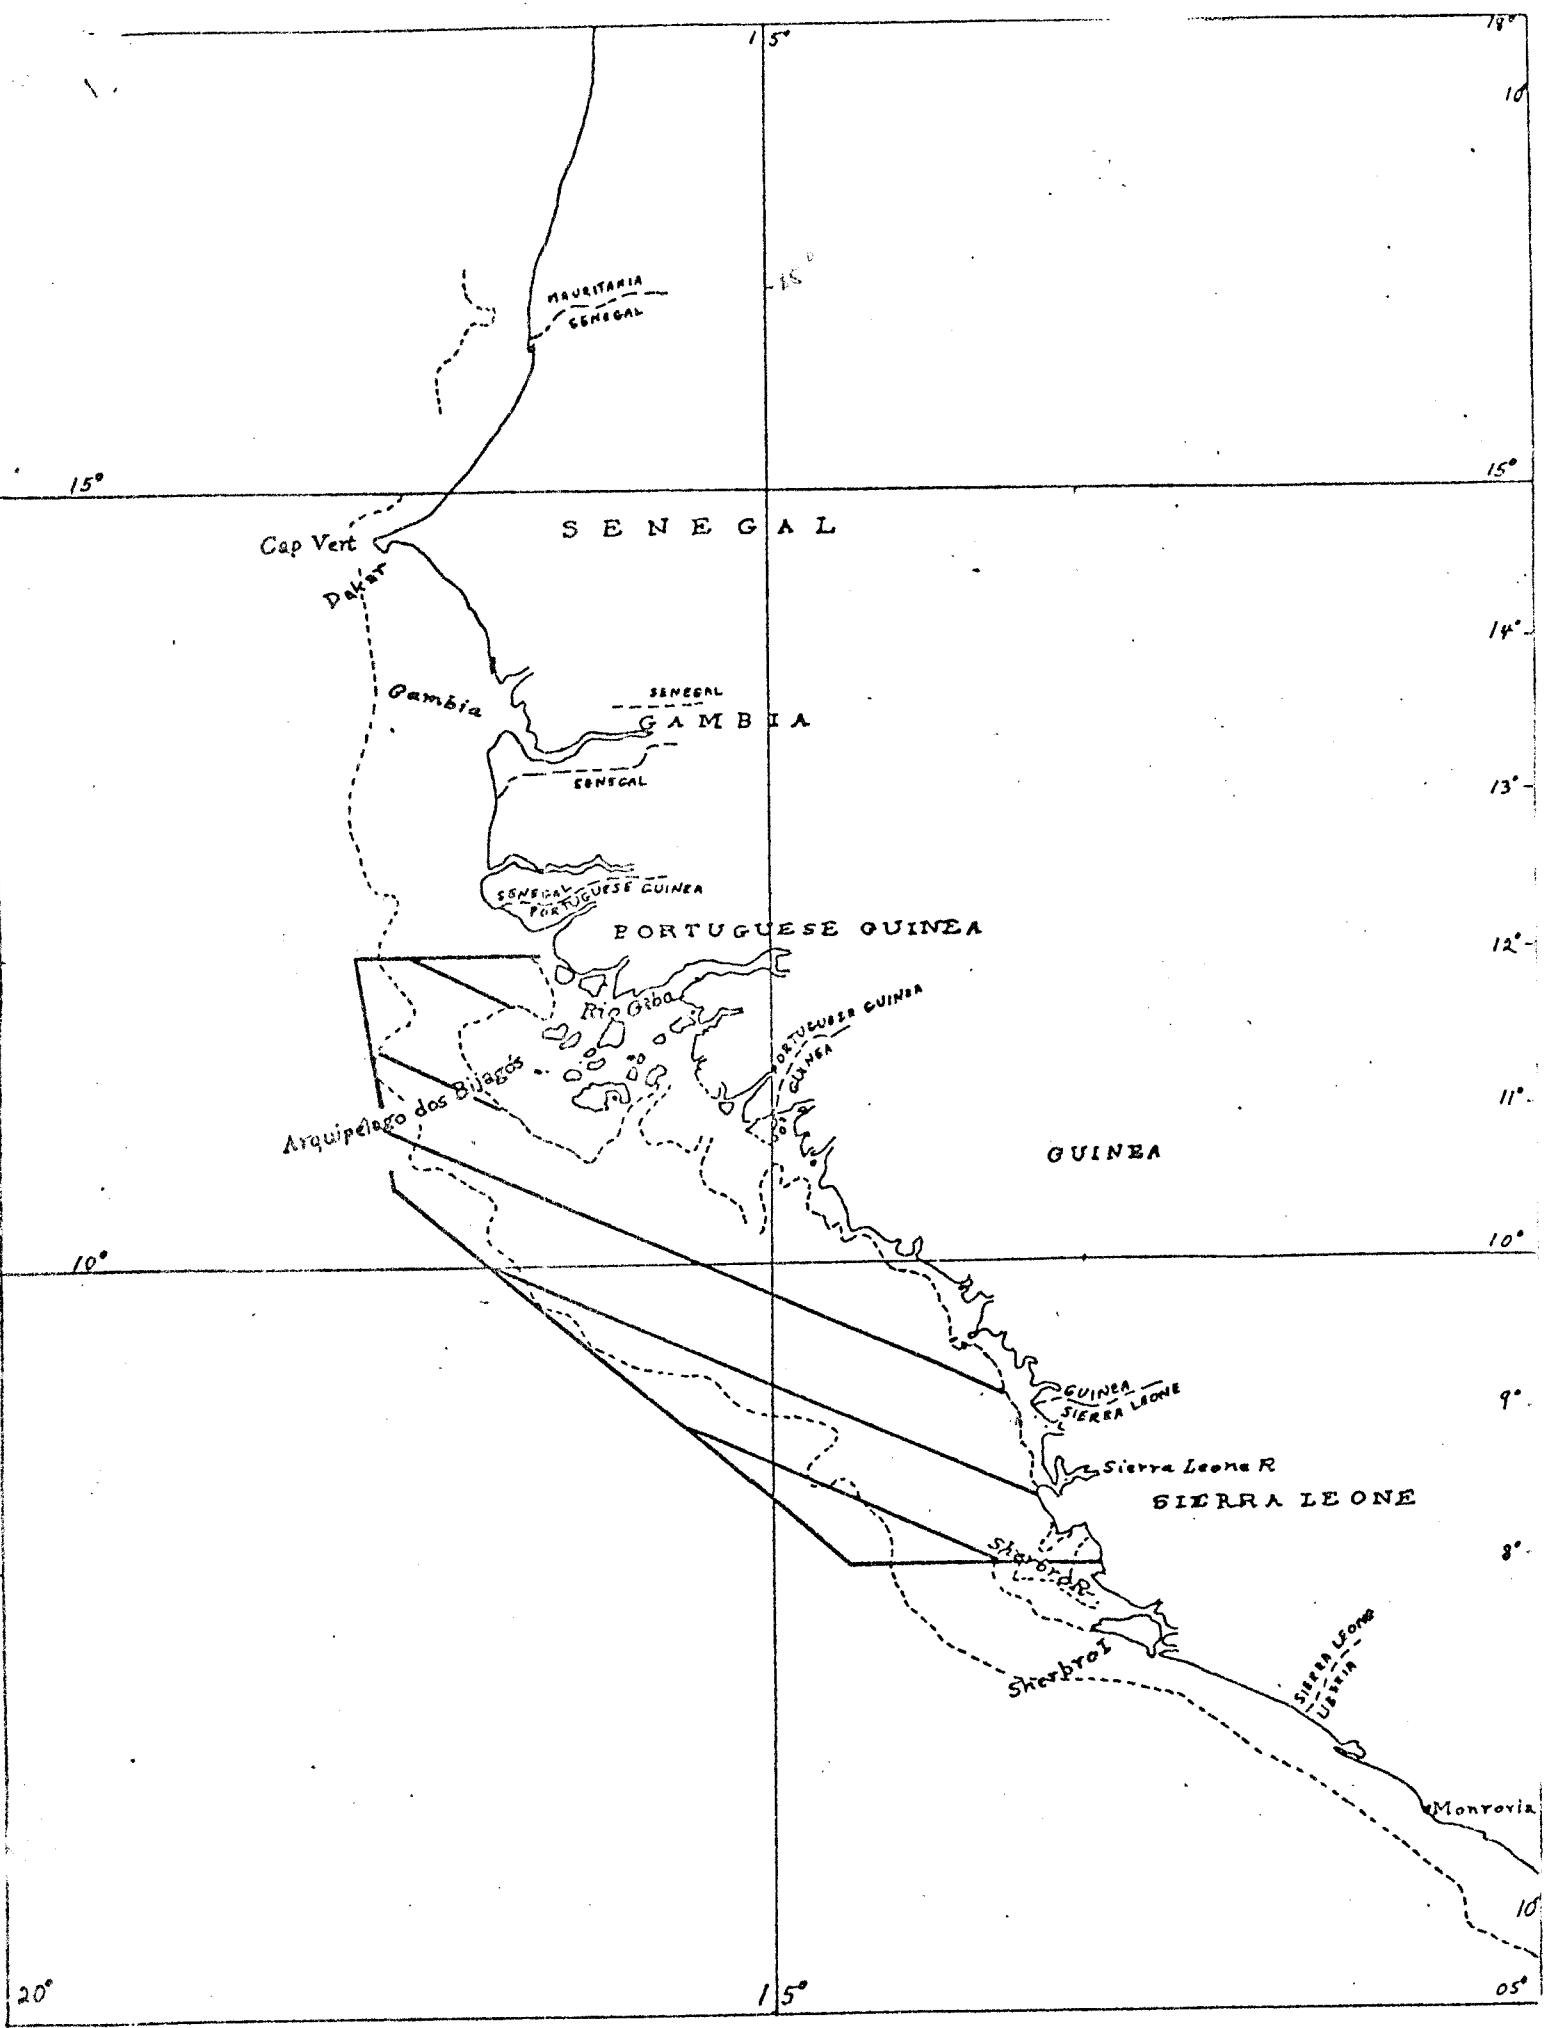 15°
18°
10
MAURITANIA
SENEGAL
15°
15°
15°
SENEGAL
Cap Vert
Dakar
14°
Gambia
SENEGAL
GAMBIA
SENEGAL
13°
SENEGAL
PORTUGUESE GUINEA
PORTUGUESE GUINEA
12°
Rio Geba
PORTUGUESE GUINEA
GUINEA
Arquipélago dos Bijagós
11°
GUINEA
10°
10°
GUINEA
SIERRA LEONE
9°
Sierra Leone R
SIERRA LEONE
8°
Sherbro I
SIERRA LEONE
LIBERIA
Monrovia
10
20°
15°
05°